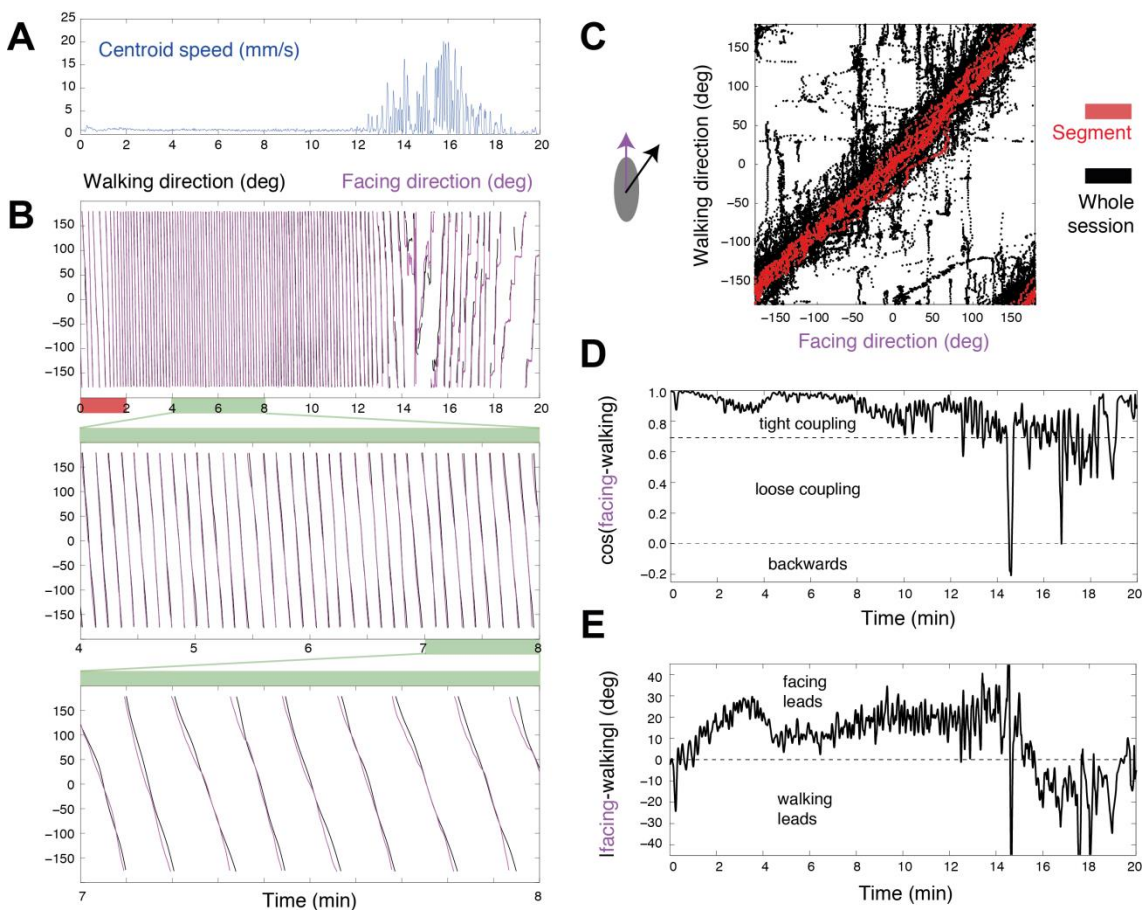 A
Centroid speed (mm/s)
25
20
15
10
5
0
0 2 4 6 8 10 12 14 16 18 20
Walking direction (deg) Facing direction (deg)
B
150
100
50
0
−50
−100
−150
0 2 4 6 8 10 12 14 16 18 20
150
100
50
0
−50
−100
−150
4 5 6 7 8
150
100
50
0
−50
−100
−150
7 8
Time (min)
C
Walking direction (deg)
150
100
50
0
−50
−100
−150
−150 −100 −50 0 50 100 150
Facing direction (deg)
Segment
Whole
session
D
cos(facing-walking)
1.0
0.8
0.6
0.4
0.2
0.0
−0.2
tight coupling
loose coupling
backwards
0 2 4 6 8 10 12 14 16 18 20
Time (min)
E
|facing-walking| (deg)
40
30
20
10
0
−10
−20
−30
−40
facing
leads
walking
leads
0 2 4 6 8 10 12 14 16 18 20
Time (min)